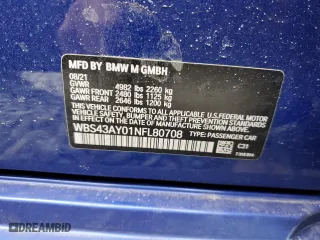 MFD BY BMW M GMBH
08/21
GVWR 4982 lbs 2260 kg
GAWR FRONT 2480 lbs 1125 kg
GAWR REAR 2646 lbs 1200 kg
THIS VEHICLE CONFORMS TO ALL APPLICABLE U.S. FEDERAL MOTOR
VEHICLE SAFETY, BUMPER, AND THEFT PREVENTION STANDARDS IN
EFFECT ON THE DATE OF MANUFACTURE SHOWN ABOVE.
WBS43AY01NFL80708
TYPE: PASSENGER CAR
C31
DREAMBID